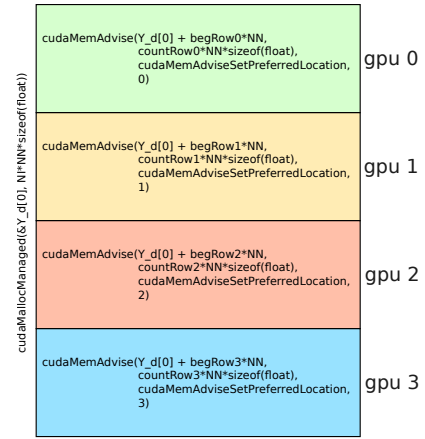 cudaMallocManaged(&Y_d[0], NI*NN*sizeof(float))
cudaMemAdvise(Y_d[0] + begRow0*NN,
countRow0*NN*sizeof(float),
cudaMemAdviseSetPreferredLocation,
0)
gpu 0
cudaMemAdvise(Y_d[0] + begRow1*NN,
countRow1*NN*sizeof(float),
cudaMemAdviseSetPreferredLocation,
1)
gpu 1
cudaMemAdvise(Y_d[0] + begRow2*NN,
countRow2*NN*sizeof(float),
cudaMemAdviseSetPreferredLocation,
2)
gpu 2
cudaMemAdvise(Y_d[0] + begRow3*NN,
countRow3*NN*sizeof(float),
cudaMemAdviseSetPreferredLocation,
3)
gpu 3